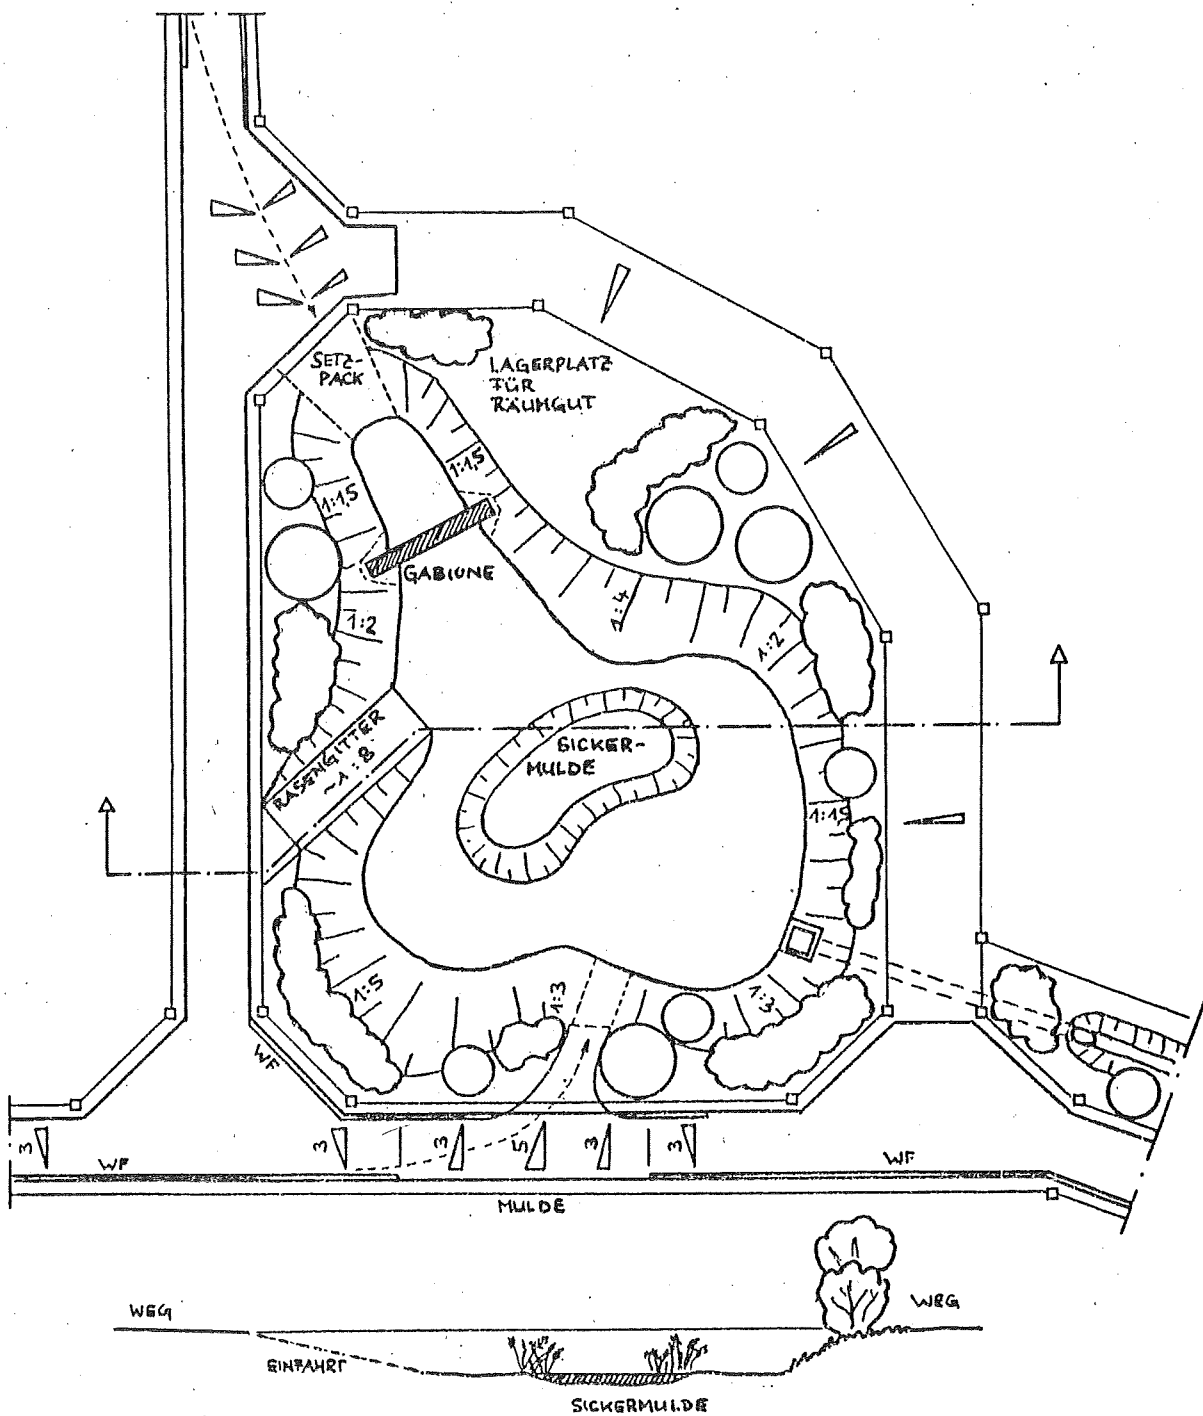 SETZ-
PACK
LAGERPLATZ
FÜR
RÄUMGUT
1:1,5
1:1,5
GABIONE
1:2
1:4
1:2
RASENGITTER
~1:8
SICKER-
MULDE
1:1,5
1:5
1:3
1:3
WF
3
3
3
5
3
3
WF
WF
MULDE
WEG
WEG
EINFAHRT
SICKERMULDE